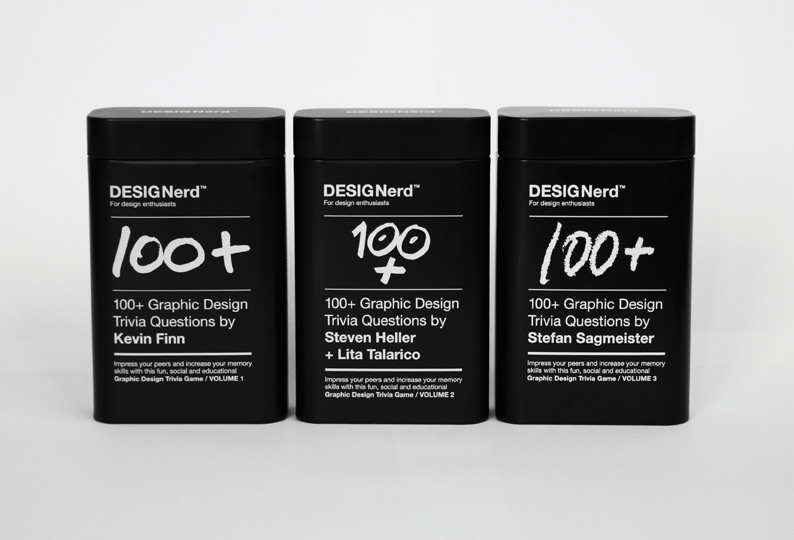 DESIGNerd
DESIGNerd™
For design enthusiasts
100+
100+ Graphic Design
Trivia Questions by
Kevin Finn
Impress your peers and increase your memory
skills with this fun, social and educational
Graphic Design Trivia Game / VOLUME 1
DESIGNerd
DESIGNerd™
For design enthusiasts
100
+
100+ Graphic Design
Trivia Questions by
Steven Heller
+ Lita Talarico
Impress your peers and increase your memory
skills with this fun, social and educational
Graphic Design Trivia Game / VOLUME 2
DESIGNerd
DESIGNerd™
For design enthusiasts
100+
100+ Graphic Design
Trivia Questions by
Stefan Sagmeister
Impress your peers and increase your memory
skills with this fun, social and educational
Graphic Design Trivia Game / VOLUME 3